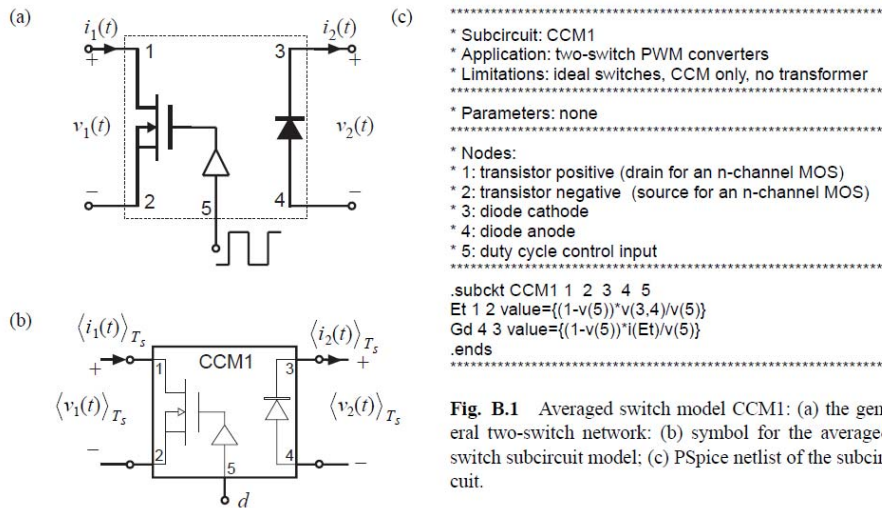 (a)
i1(t)
i2(t)
+
1
3
+
v1(t)
v2(t)
−
2
5
4
−
(b)
⟨i1(t)⟩Ts
⟨i2(t)⟩Ts
+
CCM1
+
1
3
⟨v1(t)⟩Ts
⟨v2(t)⟩Ts
−
2
5
4
−
d
(c)
******************************************************************
* Subcircuit: CCM1
* Application: two-switch PWM converters
* Limitations: ideal switches, CCM only, no transformer
******************************************************************
* Parameters: none
******************************************************************
* Nodes:
* 1: transistor positive (drain for an n-channel MOS)
* 2: transistor negative (source for an n-channel MOS)
* 3: diode cathode
* 4: diode anode
* 5: duty cycle control input
******************************************************************
.subckt CCM1 1 2 3 4 5
Et 1 2 value={(1-v(5))*v(3,4)/v(5)}
Gd 4 3 value={(1-v(5))*i(Et)/v(5)}
.ends
******************************************************************
Fig. B.1 Averaged switch model CCM1: (a) the gen
eral two-switch network: (b) symbol for the average
switch subcircuit model; (c) PSpice netlist of the subcir
cuit.